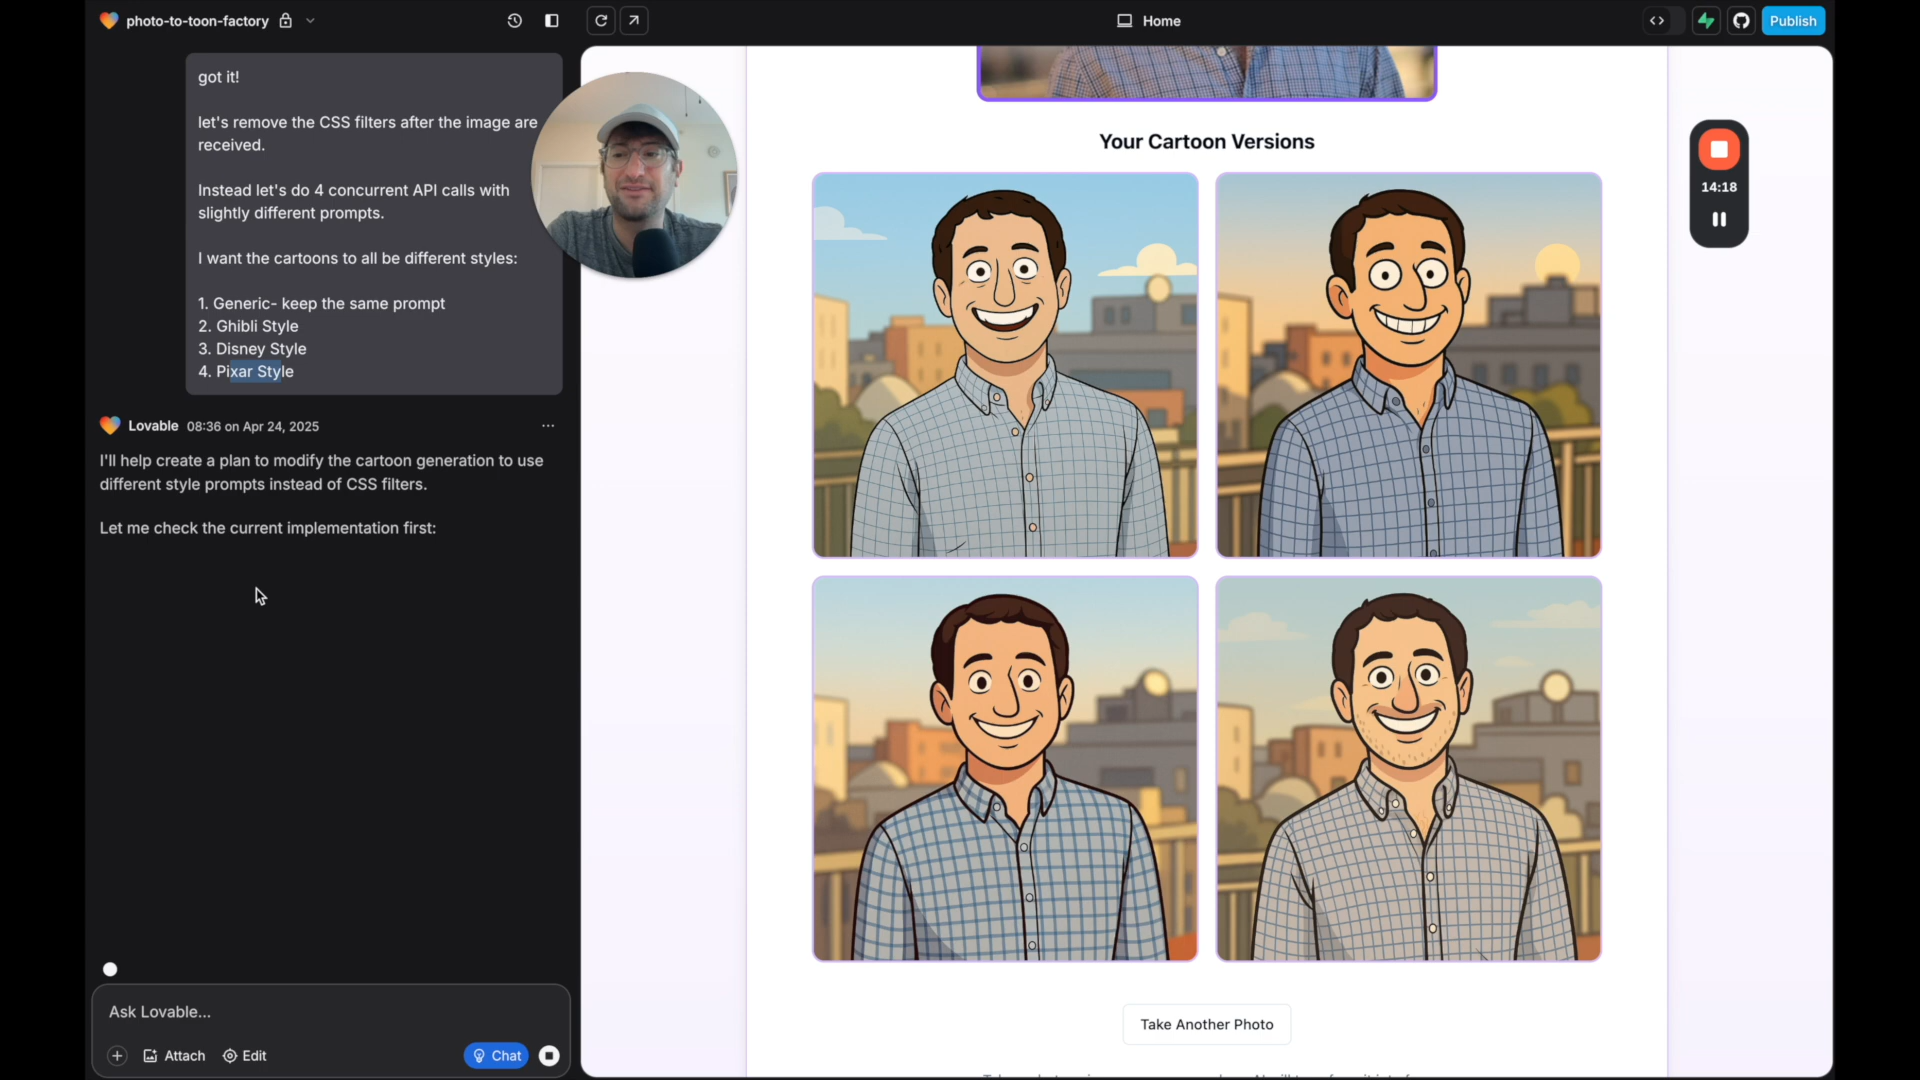 photo-to-toon-factory
Home
Publish
got it!
let's remove the CSS filters after the image are
received.
Instead let's do 4 concurrent API calls with
slightly different prompts.
I want the cartoons to all be different styles:
1. Generic- keep the same prompt
2. Ghibli Style
3. Disney Style
4. Pixar Style
Lovable 08:36 on Apr 24, 2025
I'll help create a plan to modify the cartoon generation to use
different style prompts instead of CSS filters.
Let me check the current implementation first:
Ask Lovable...
Attach
Edit
Chat
Your Cartoon Versions
Take Another Photo
14:18